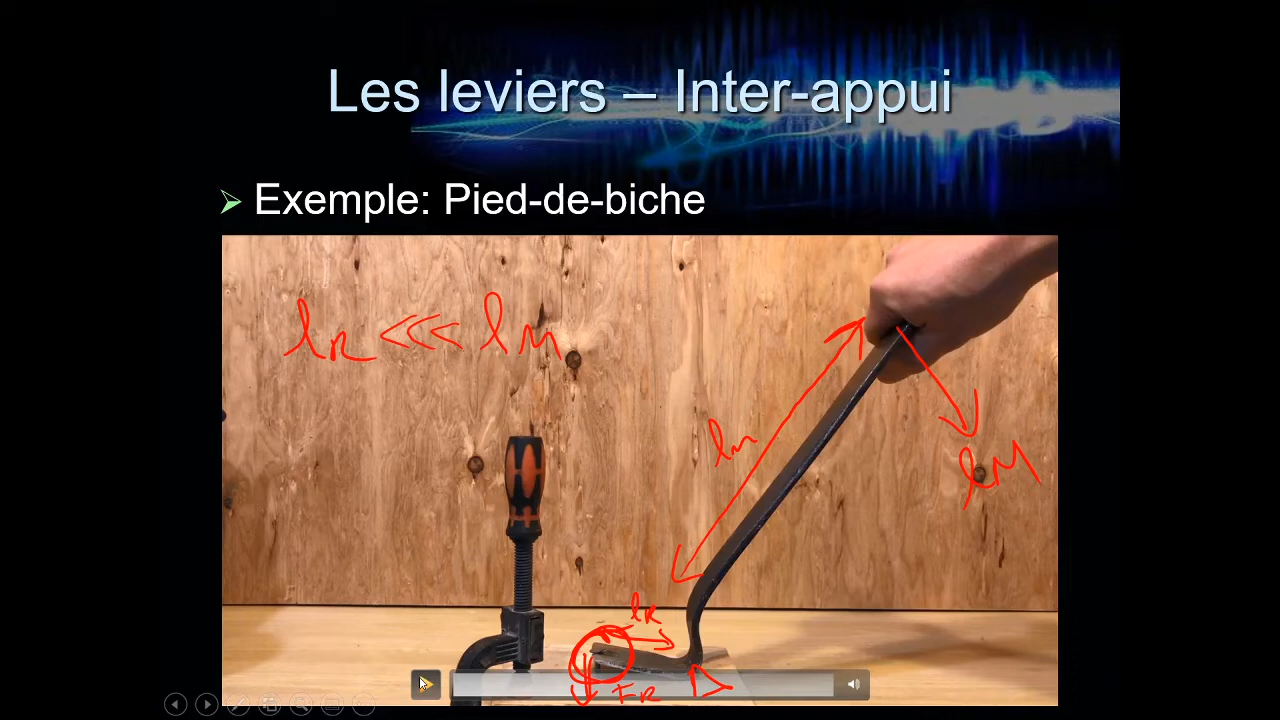 Les leviers – Inter-appui
Exemple: Pied-de-biche
lR <<< lM
lm
lM
lR
FR